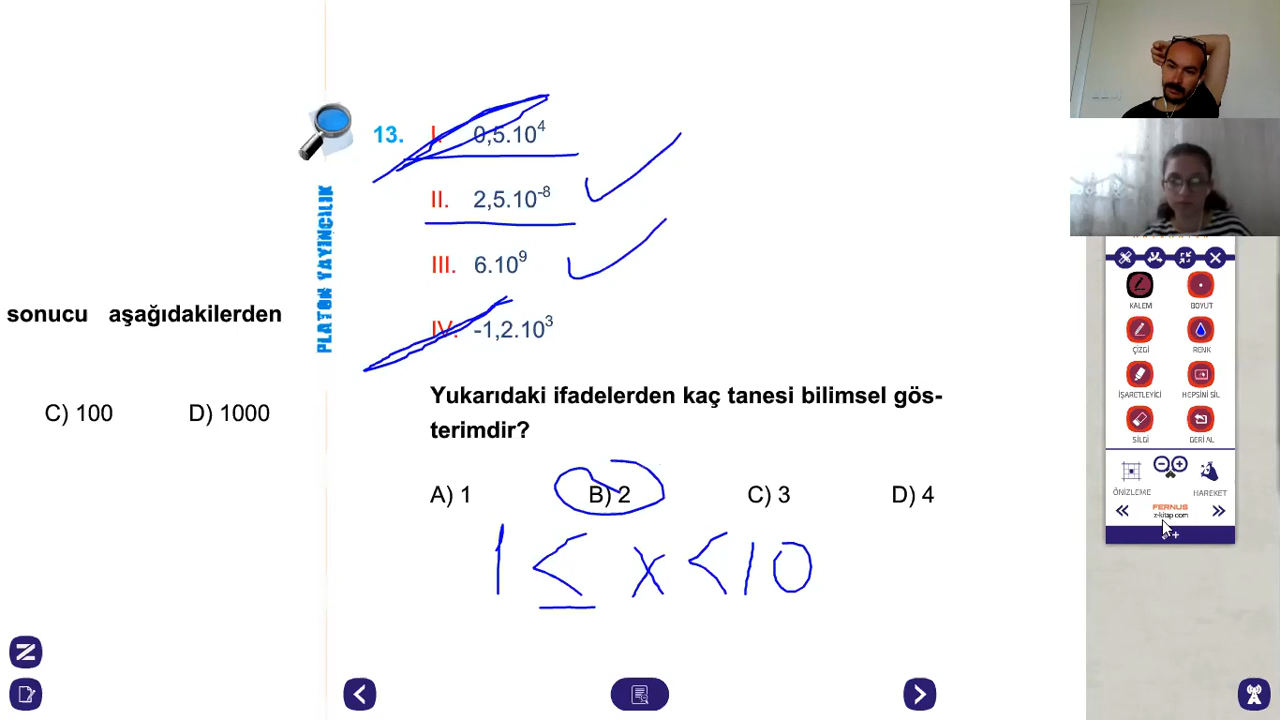 13. I. 0,5.10⁴
II. 2,5.10⁻⁸
III. 6.10⁹
IV. -1,2.10³
PLATON YAYINCILIK
sonucu aşağıdakilerden
C) 100 D) 1000
Yukarıdaki ifadelerden kaç tanesi bilimsel gös-
terimdir?
A) 1 B) 2 C) 3 D) 4
1 ≤ x < 10
KALEM BOYUT
ÇİZGİ RENK
İŞARETLEYİCİ HEPSİNİ SİL
SİLGİ GERİ AL
ÖNİZLEME HAREKET
FERNUS
z-kitap.com